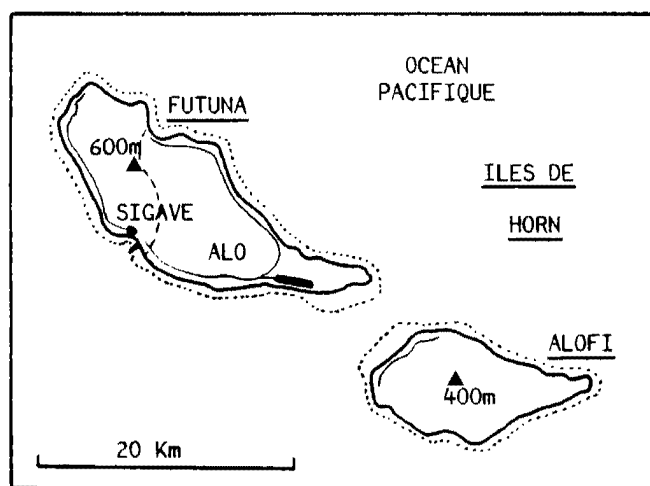 OCEAN
PACIFIQUE
FUTUNA
600m
ILES DE
HORN
SIGAVE
ALO
ALOFI
400m
20 Km